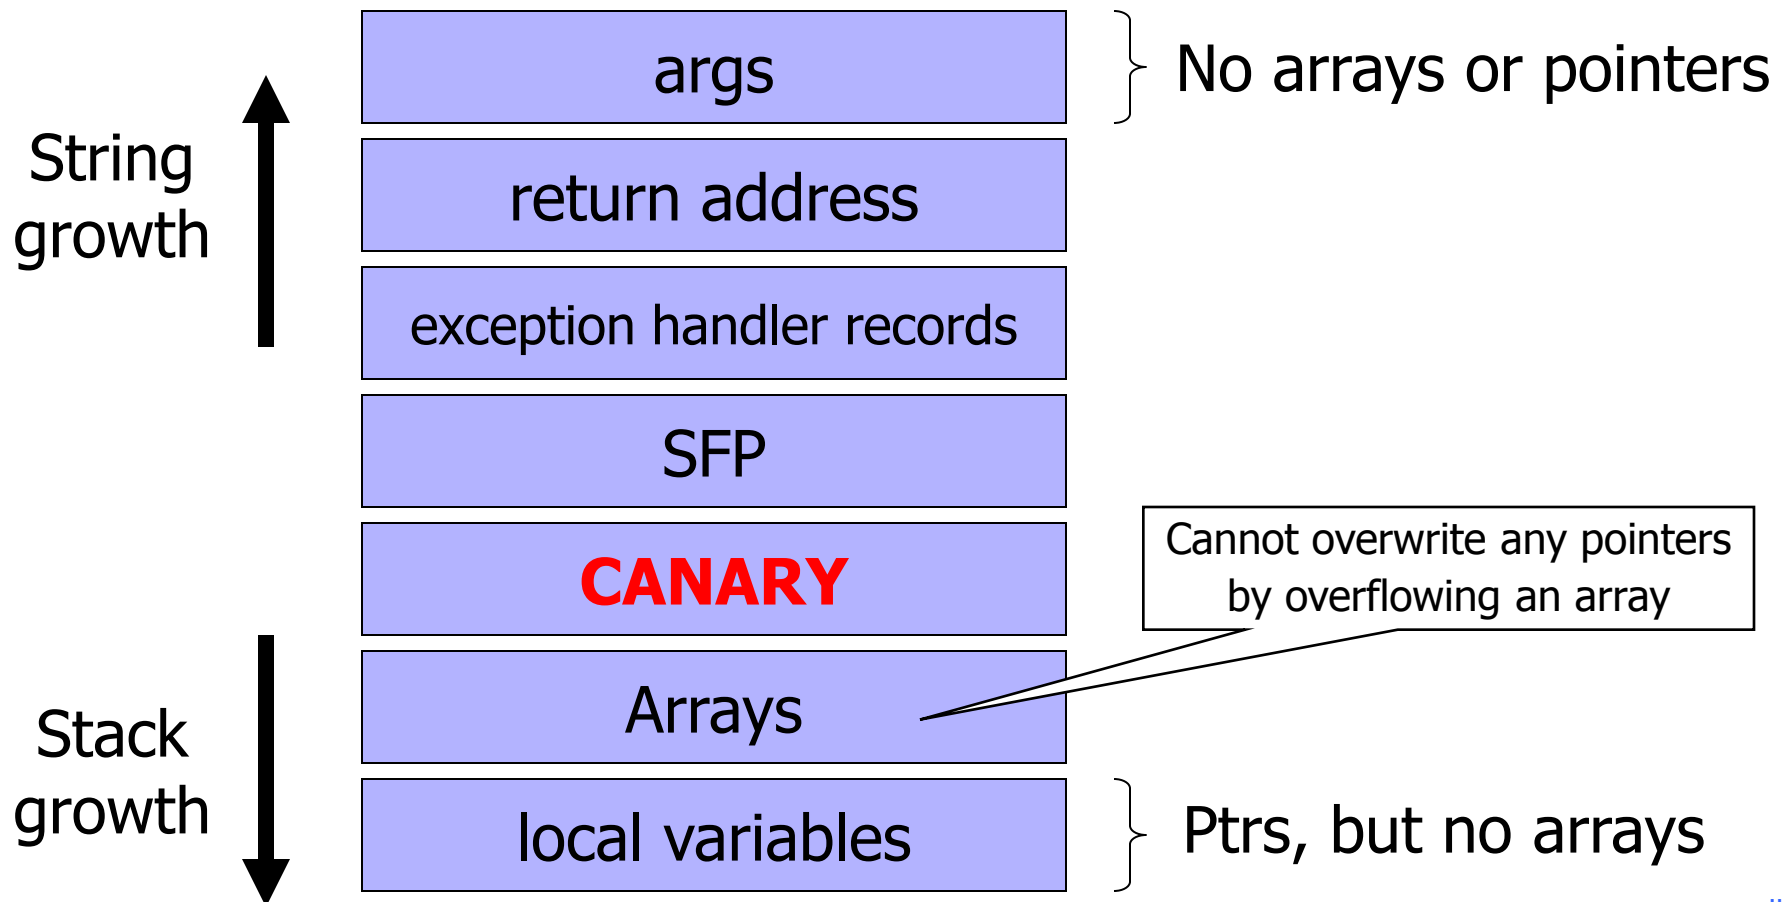 args
No arrays or pointers
String
growth
return address
exception handler records
SFP
CANARY
Cannot overwrite any pointers
by overflowing an array
Arrays
Stack
growth
local variables
Ptrs, but no arrays